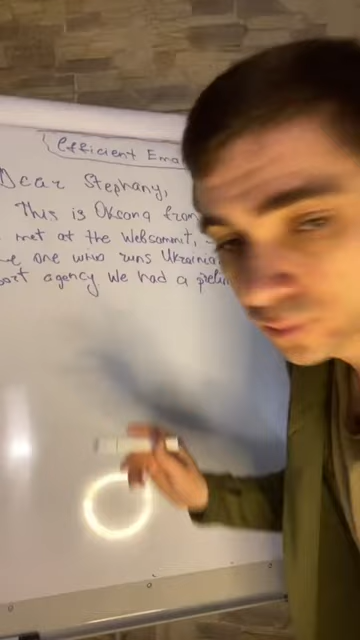 Efficient Ema
Dear Stephany,
This is Oksana from
met at the Websummit,
one who runs Ukrainia
agency We had a